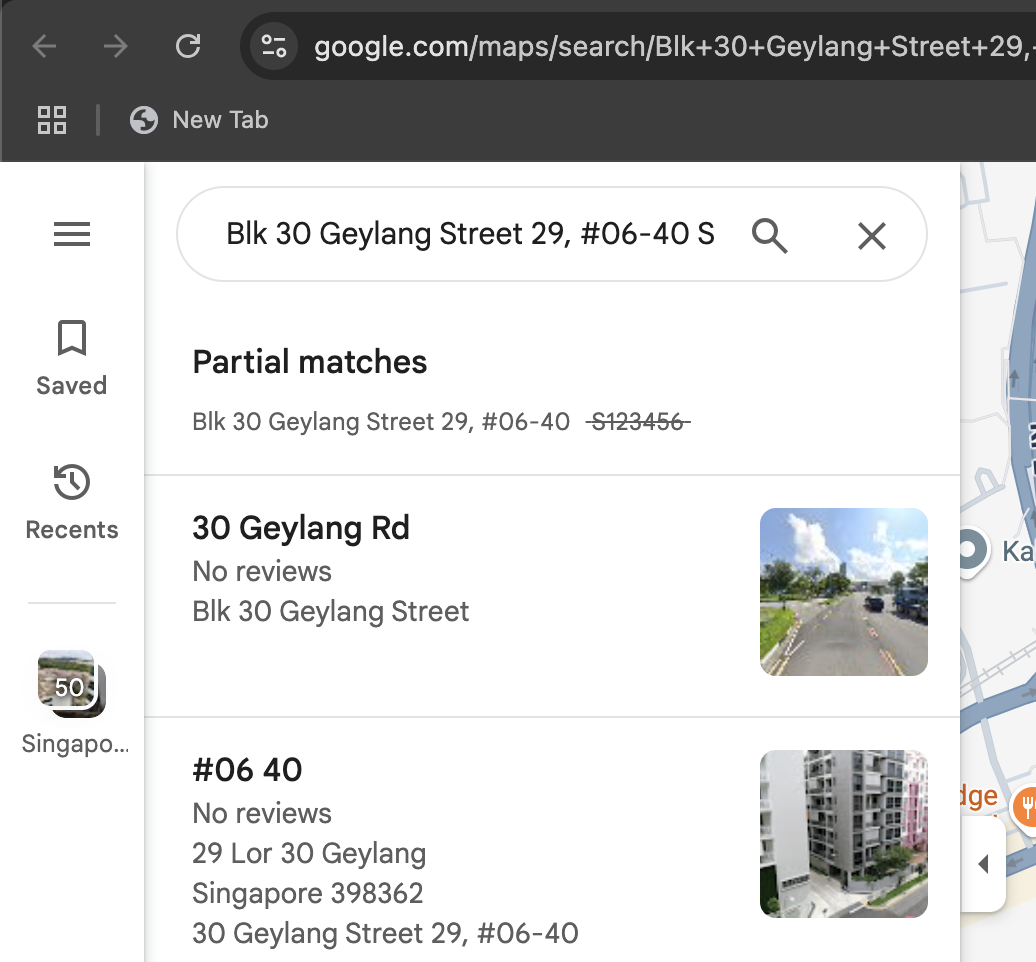 google.com/maps/search/Blk+30+Geylang+Street+29,
New Tab
Blk 30 Geylang Street 29, #06-40 S
Saved
Recents
50
Singapo...
Partial matches
Blk 30 Geylang Street 29, #06-40 S123456
30 Geylang Rd
No reviews
Blk 30 Geylang Street
#06 40
No reviews
29 Lor 30 Geylang
Singapore 398362
30 Geylang Street 29, #06-40
Ka
dge